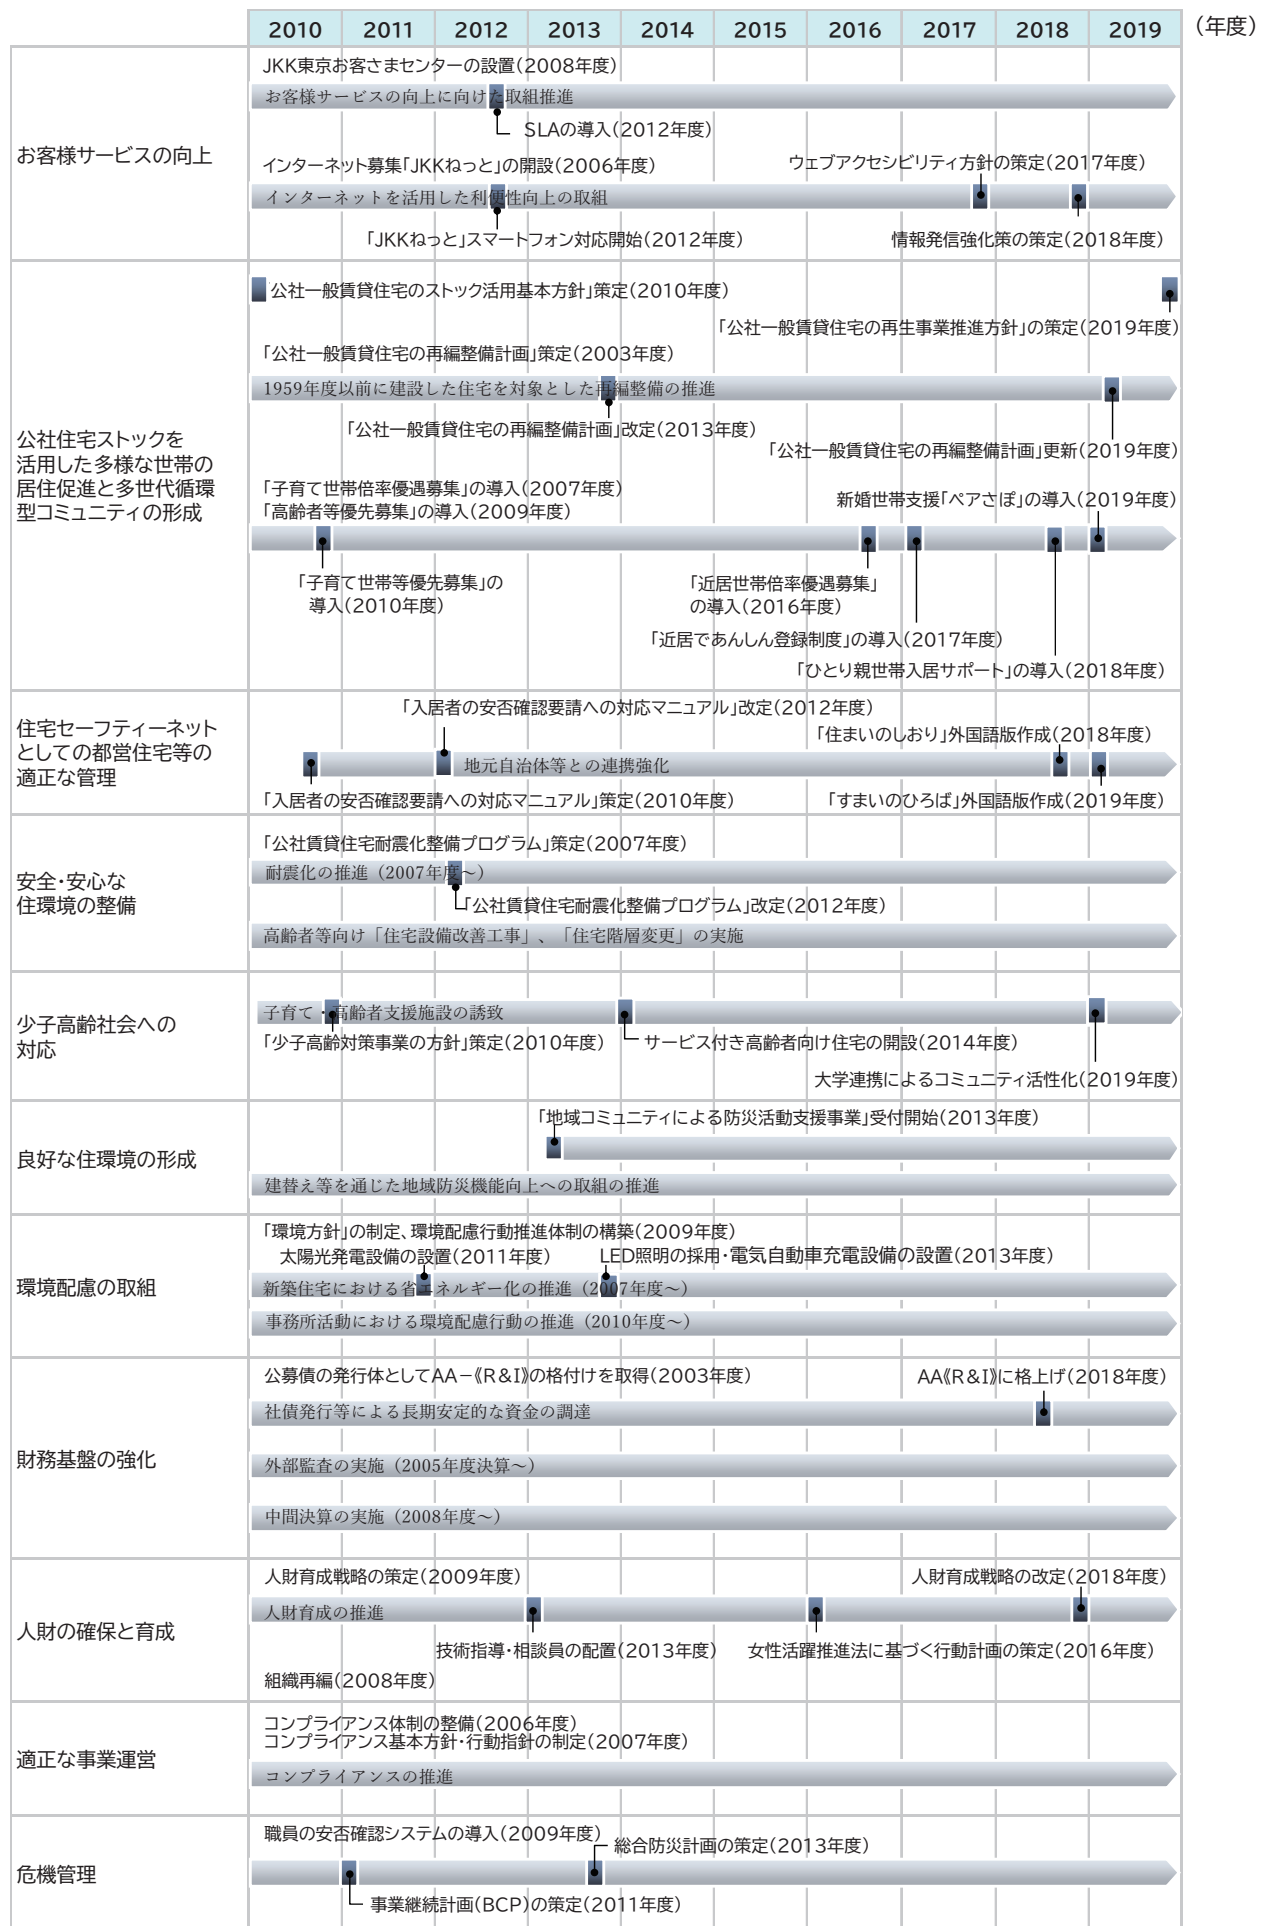 2010 2011 2012 2013 2014 2015 2016 2017 2018 2019 （年度）
お客様サービスの向上
JKK東京お客さまセンターの設置（2008年度）
お客様サービスの向上に向けた取組推進
SLAの導入（2012年度）
インターネット募集「JKKねっと」の開設（2006年度）
ウェブアクセシビリティ方針の策定（2017年度）
インターネットを活用した利便性向上の取組
「JKKねっと」スマートフォン対応開始（2012年度）
情報発信強化策の策定（2018年度）
公社住宅ストックを
活用した多様な世帯の
居住促進と多世代循環
型コミュニティの形成
公社一般賃貸住宅のストック活用基本方針」策定（2010年度）
「公社一般賃貸住宅の再生事業推進方針」の策定（2019年度）
「公社一般賃貸住宅の再編整備計画」策定（2003年度）
1959年度以前に建設した住宅を対象とした再編整備の推進
「公社一般賃貸住宅の再編整備計画」改定（2013年度）
「公社一般賃貸住宅の再編整備計画」更新（2019年度）
「子育て世帯倍率優遇募集」の導入（2007年度）
「高齢者等優先募集」の導入（2009年度）
新婚世帯支援「ペアさぽ」の導入（2019年度）
「子育て世帯等優先募集」の
導入（2010年度）
「近居世帯倍率優遇募集」
の導入（2016年度）
「近居であんしん登録制度」の導入（2017年度）
「ひとり親世帯入居サポート」の導入（2018年度）
住宅セーフティーネット
としての都営住宅等の
適正な管理
「入居者の安否確認要請への対応マニュアル」改定（2012年度）
「住まいのしおり」外国語版作成（2018年度）
地元自治体等との連携強化
「入居者の安否確認要請への対応マニュアル」策定（2010年度）
「すまいのひろば」外国語版作成（2019年度）
安全・安心な
住環境の整備
「公社賃貸住宅耐震化整備プログラム」策定（2007年度）
耐震化の推進（2007年度～）
「公社賃貸住宅耐震化整備プログラム」改定（2012年度）
高齢者等向け「住宅設備改善工事」、「住宅階層変更」の実施
少子高齢社会への
対応
子育て・高齢者支援施設の誘致
「少子高齢対策事業の方針」策定（2010年度）
サービス付き高齢者向け住宅の開設（2014年度）
大学連携によるコミュニティ活性化（2019年度）
良好な住環境の形成
「地域コミュニティによる防災活動支援事業」受付開始（2013年度）
建替え等を通じた地域防災機能向上への取組の推進
環境配慮の取組
「環境方針」の制定、環境配慮行動推進体制の構築（2009年度）
太陽光発電設備の設置（2011年度）
LED照明の採用・電気自動車充電設備の設置（2013年度）
新築住宅における省エネルギー化の推進（2007年度～）
事務所活動における環境配慮行動の推進（2010年度～）
財務基盤の強化
公募債の発行体としてAA－《R＆I》の格付けを取得（2003年度）
AA《R＆I》に格上げ（2018年度）
社債発行等による長期安定的な資金の調達
外部監査の実施（2005年度決算～）
中間決算の実施（2008年度～）
人財の確保と育成
人財育成戦略の策定（2009年度）
人財育成戦略の改定（2018年度）
人財育成の推進
技術指導・相談員の配置（2013年度）
女性活躍推進法に基づく行動計画の策定（2016年度）
組織再編（2008年度）
適正な事業運営
コンプライアンス体制の整備（2006年度）
コンプライアンス基本方針・行動指針の制定（2007年度）
コンプライアンスの推進
危機管理
職員の安否確認システムの導入（2009年度）
総合防災計画の策定（2013年度）
事業継続計画（BCP）の策定（2011年度）